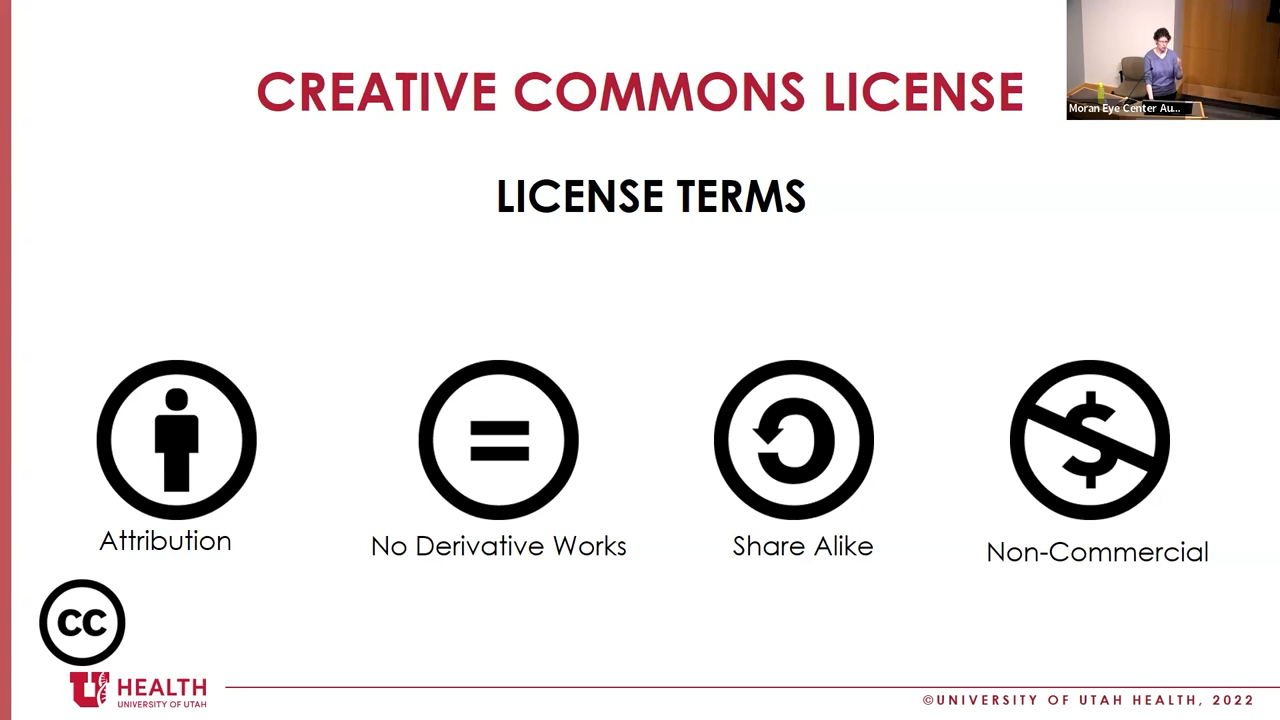 CREATIVE COMMONS LICENSE
Moran Eye Center Au...
LICENSE TERMS
Attribution
No Derivative Works
Share Alike
Non-Commercial
cc
U HEALTH
UNIVERSITY OF UTAH
©UNIVERSITY OF UTAH HEALTH, 2022